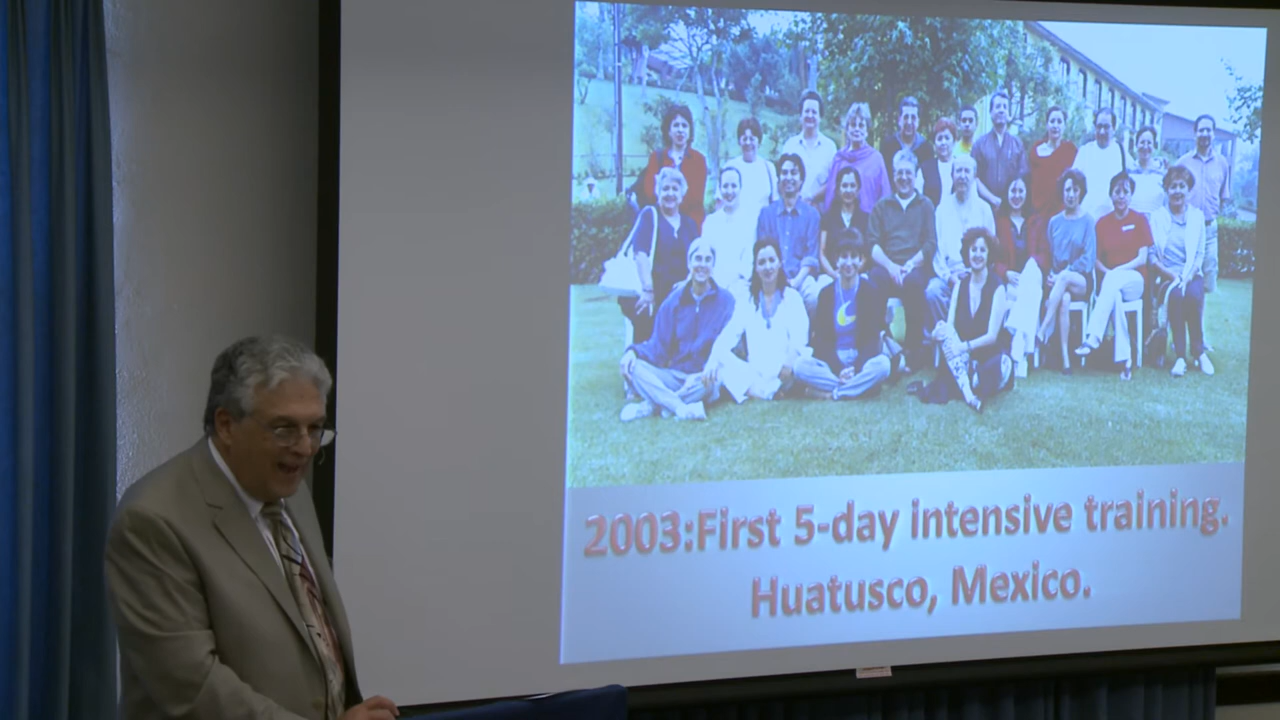 2003:First 5-day intensive training.
Huatusco, Mexico.